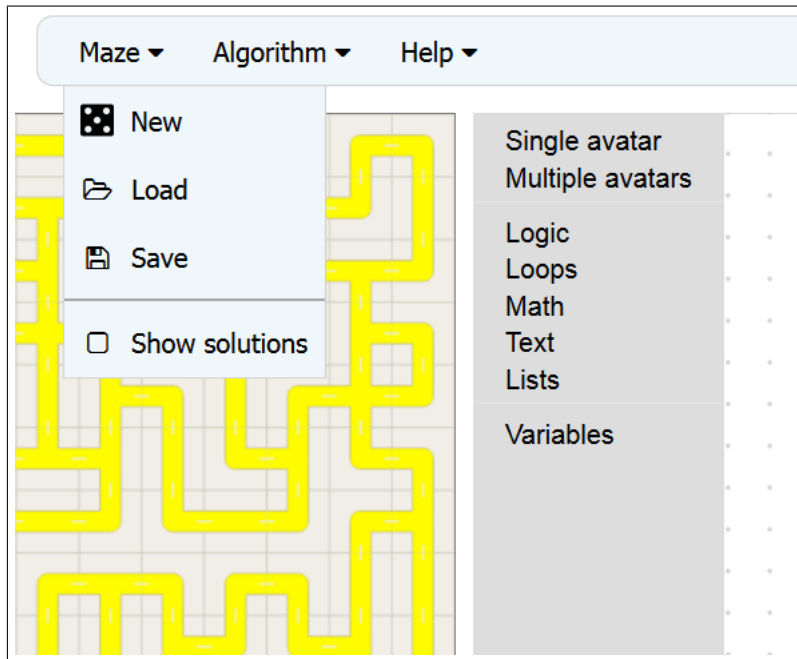 Maze Algorithm Help
New
Load
Save
Show solutions
Single avatar
Multiple avatars
Logic
Loops
Math
Text
Lists
Variables